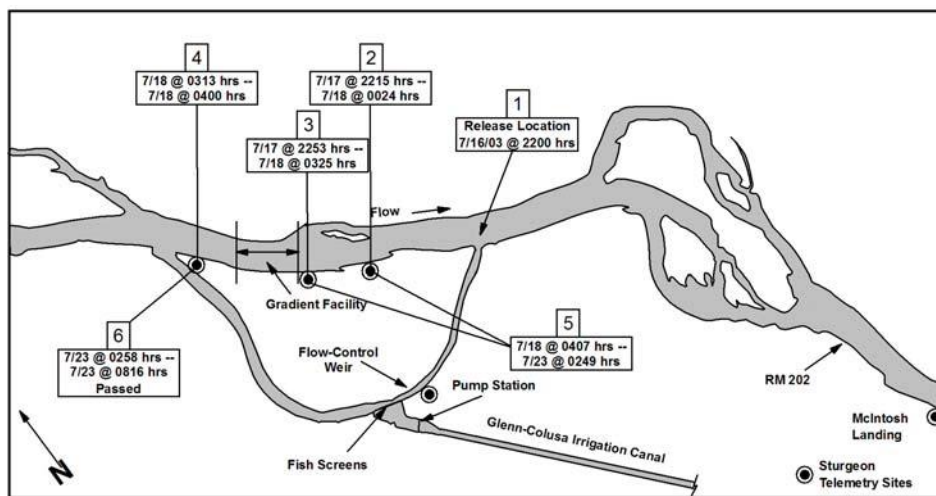 4
7/18 @ 0313 hrs --
7/18 @ 0400 hrs
2
7/17 @ 2215 hrs --
7/18 @ 0024 hrs
3
7/17 @ 2253 hrs --
7/18 @ 0325 hrs
1
Release Location
7/16/03 @ 2200 hrs
Flow
Gradient Facility
6
7/23 @ 0258 hrs --
7/23 @ 0816 hrs
Passed
5
7/18 @ 0407 hrs --
7/23 @ 0249 hrs
Flow-Control
Weir
Pump Station
RM 202
Glenn-Colusa Irrigation Canal
McIntosh
Landing
Fish Screens
N
Sturgeon
Telemetry Sites